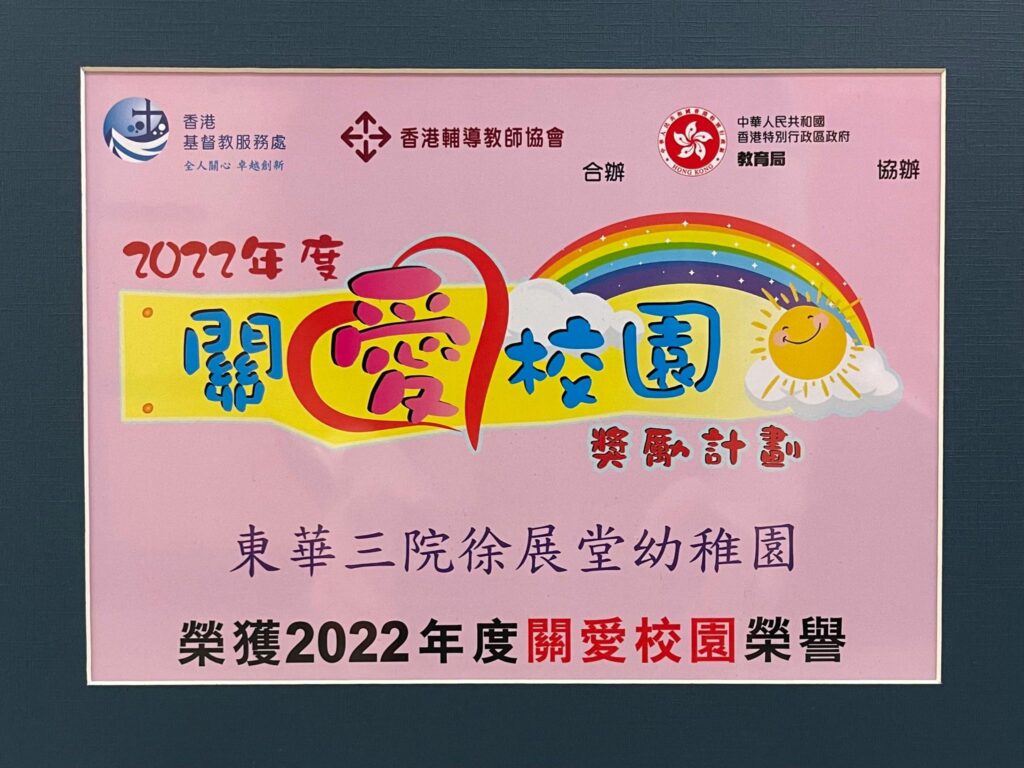 香港
基督教服務處
全人關心 卓越創新
香港輔導教師協會
合辦
中華人民共和國
香港特別行政區政府
教育局
HONG KONG
協辦
2022年度
關愛校園
獎勵計劃
東華三院徐展堂幼稚園
榮獲2022年度關愛校園榮譽